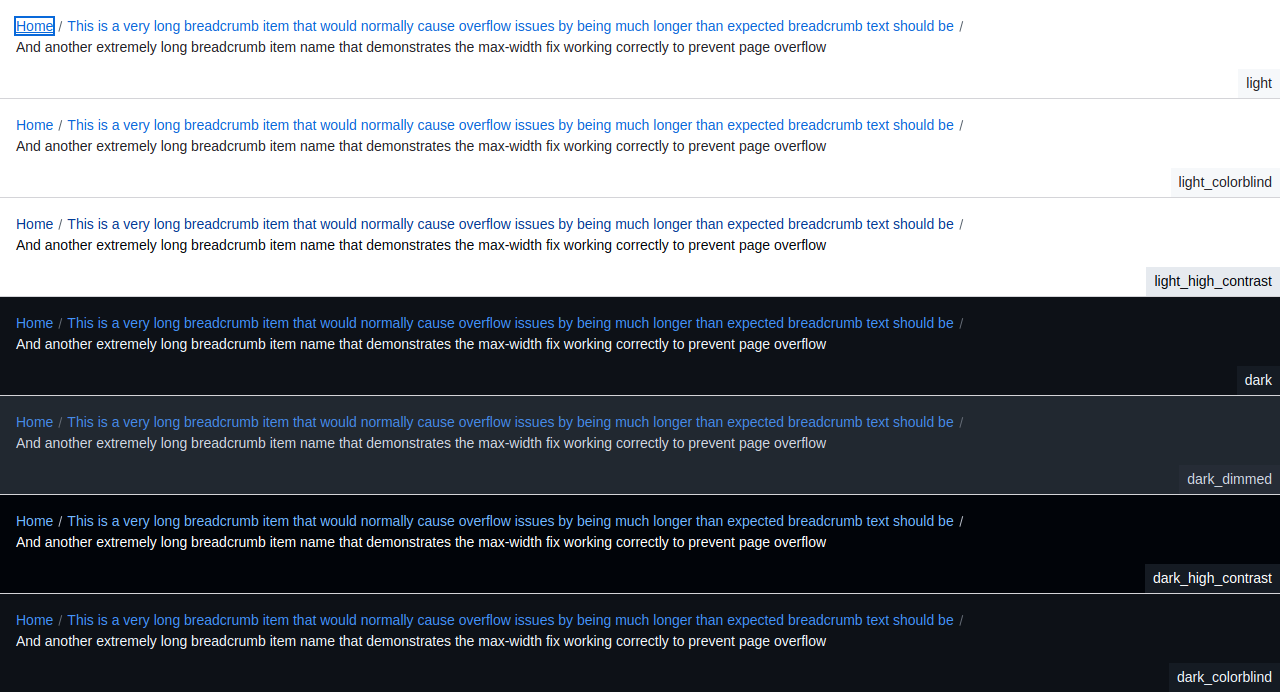 Home / This is a very long breadcrumb item that would normally cause overflow issues by being much longer than expected breadcrumb text should be /
And another extremely long breadcrumb item name that demonstrates the max-width fix working correctly to prevent page overflow
light
Home / This is a very long breadcrumb item that would normally cause overflow issues by being much longer than expected breadcrumb text should be /
And another extremely long breadcrumb item name that demonstrates the max-width fix working correctly to prevent page overflow
light_colorblind
Home / This is a very long breadcrumb item that would normally cause overflow issues by being much longer than expected breadcrumb text should be /
And another extremely long breadcrumb item name that demonstrates the max-width fix working correctly to prevent page overflow
light_high_contrast
Home / This is a very long breadcrumb item that would normally cause overflow issues by being much longer than expected breadcrumb text should be /
And another extremely long breadcrumb item name that demonstrates the max-width fix working correctly to prevent page overflow
dark
Home / This is a very long breadcrumb item that would normally cause overflow issues by being much longer than expected breadcrumb text should be /
And another extremely long breadcrumb item name that demonstrates the max-width fix working correctly to prevent page overflow
dark_dimmed
Home / This is a very long breadcrumb item that would normally cause overflow issues by being much longer than expected breadcrumb text should be /
And another extremely long breadcrumb item name that demonstrates the max-width fix working correctly to prevent page overflow
dark_high_contrast
Home / This is a very long breadcrumb item that would normally cause overflow issues by being much longer than expected breadcrumb text should be /
And another extremely long breadcrumb item name that demonstrates the max-width fix working correctly to prevent page overflow
dark_colorblind